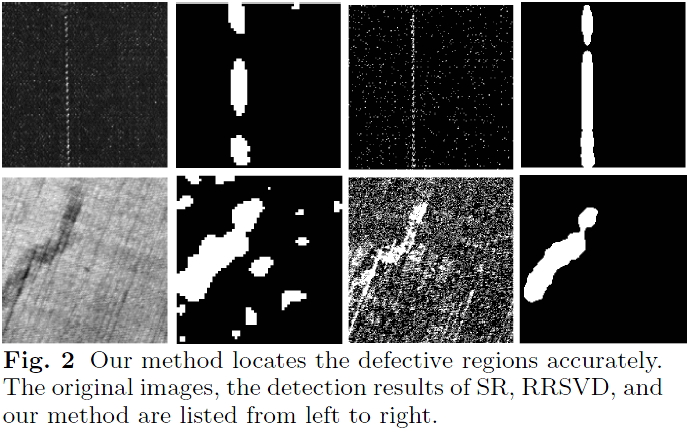 Fig. 2 Our method locates the defective regions accurately.
The original images, the detection results of SR, RRSVD, and
our method are listed from left to right.